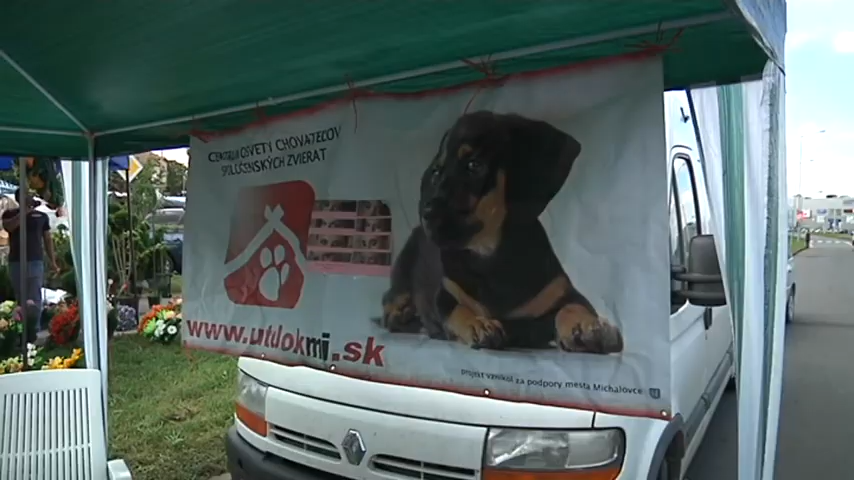 CENTRUM OSVETY CHOVATEĽOV
SPOLOČENSKÝCH ZVIERAT
www.utulokmi.sk
projekt vznikol za podpory mesta Michalovce